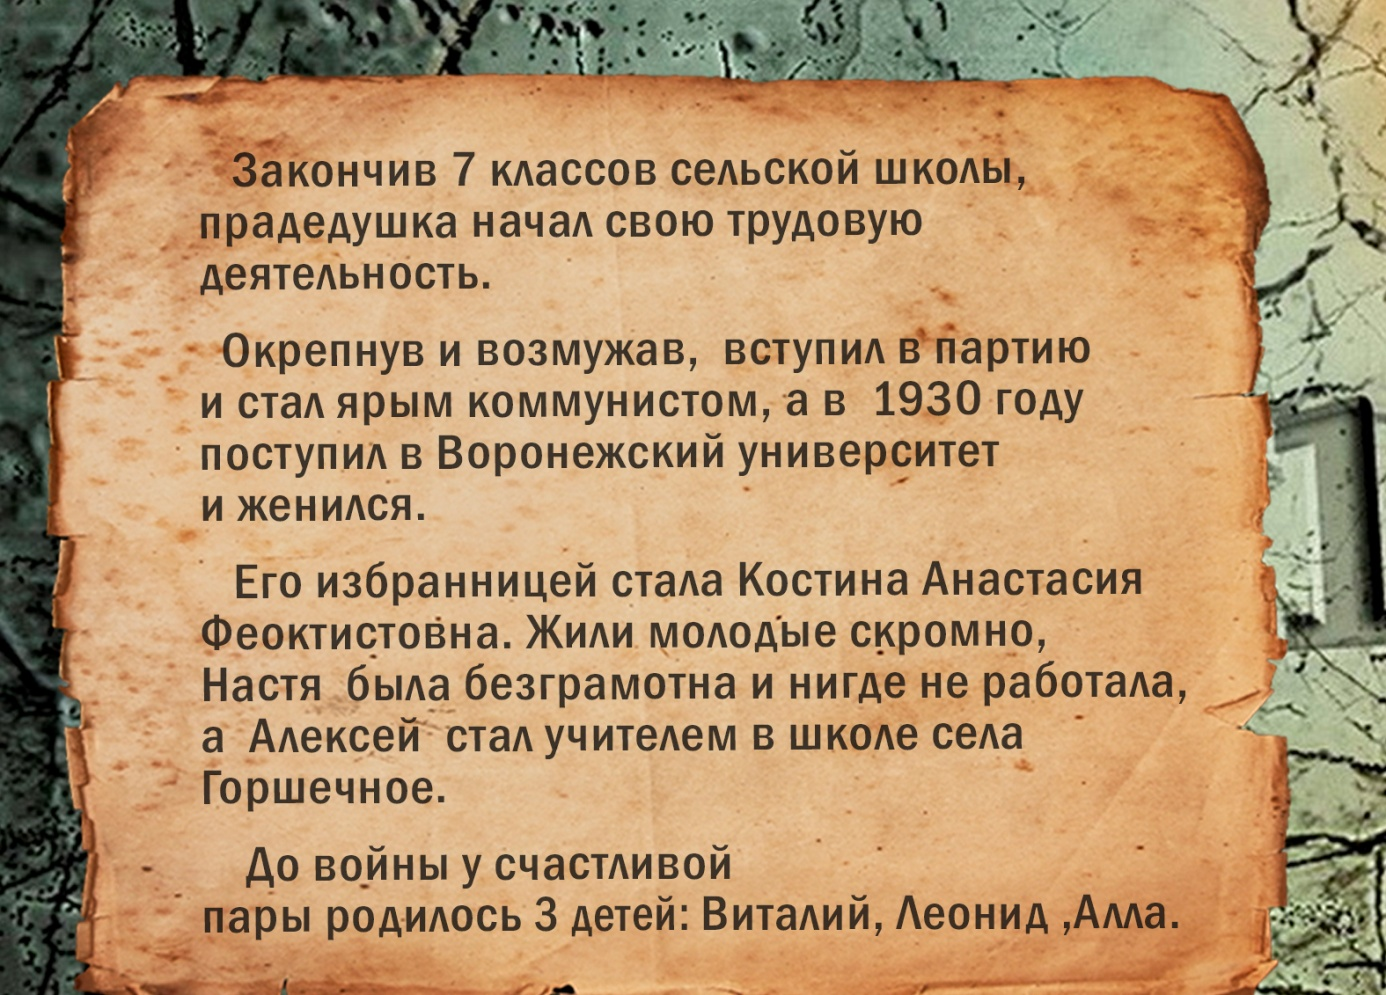 Закончив 7 классов сельской школы,
прадедушка начал свою трудовую
деятельность.
Окрепнув и возмужав, вступил в партию
и стал ярым коммунистом, а в 1930 году
поступил в Воронежский университет
и женился.
Его избранницей стала Костина Анастасия
Феоктистовна. Жили молодые скромно,
Настя была безграмотна и нигде не работала,
а Алексей стал учителем в школе села
Горшечное.
До войны у счастливой
пары родилось 3 детей: Виталий, Леонид ,Алла.